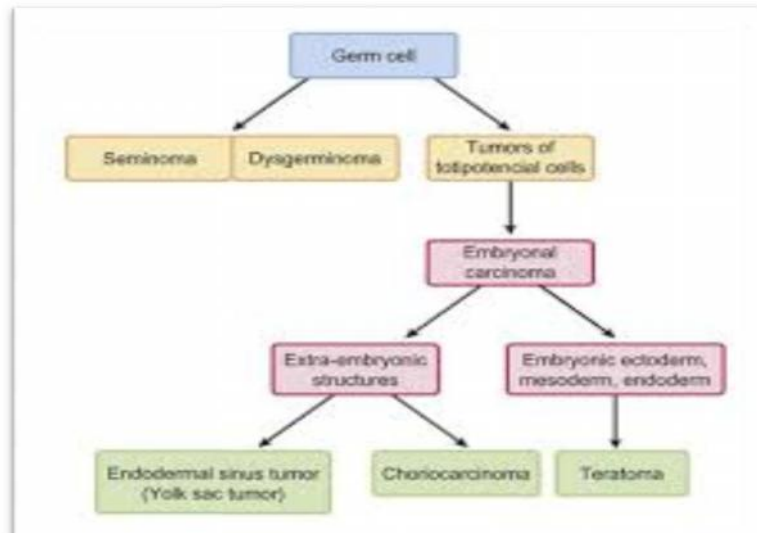 Germ cell
Seminoma
Dysgerminoma
Tumors of
totipotencial cells
Embryonal
carcinoma
Extra-embryonic
structures
Embryonic ectoderm,
mesoderm, endoderm
Endodermal sinus tumor
(Yolk sac tumor)
Choriocarcinoma
Teratoma